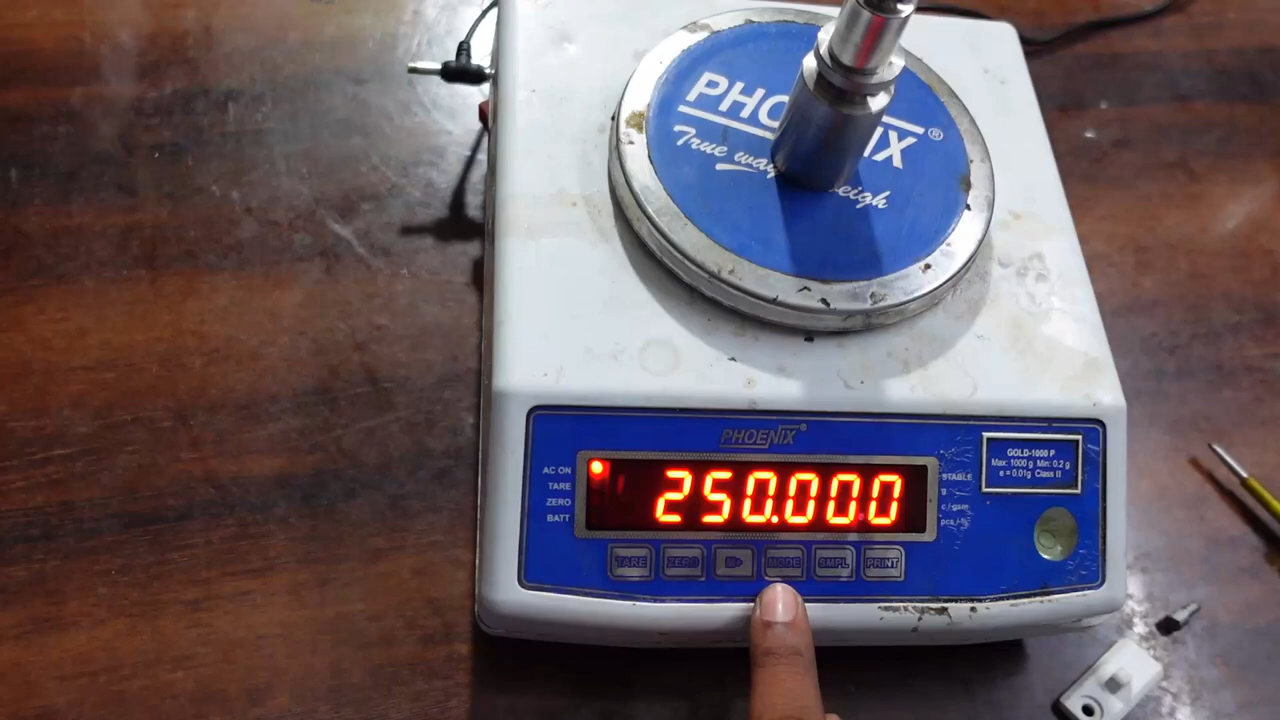 PHOENIX®
True way weigh
PHOENIX®
GOLD-1000 P
Max: 1000 g Min: 0.2 g
e = 0.01g Class II
AC ON
TARE
ZERO
BATT
250.000
STABLE
g
c / gsm
pcs / %
TARE
ZERO
M+
MODE
SMPL
PRINT